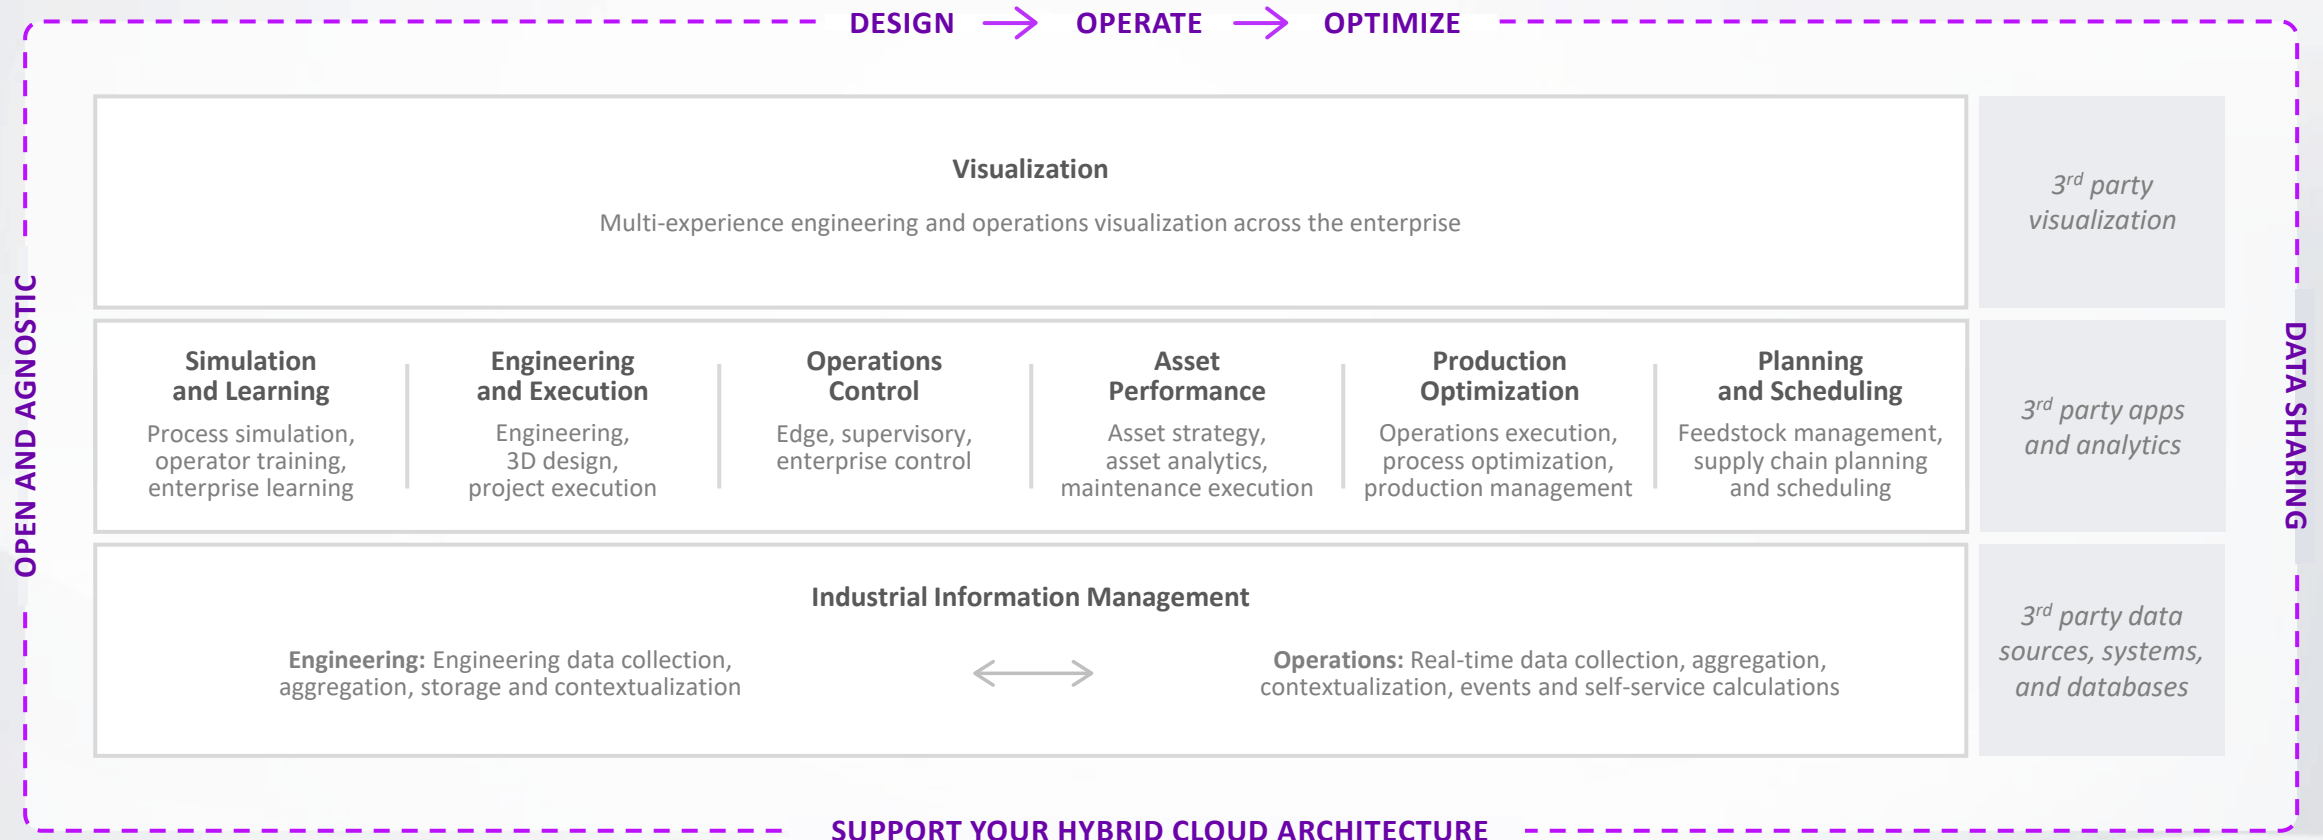 DESIGN → OPERATE → OPTIMIZE
OPEN AND AGNOSTIC
Visualization
Multi-experience engineering and operations visualization across the enterprise
3rd party
visualization
Simulation
and Learning
Process simulation,
operator training,
enterprise learning
Engineering
and Execution
Engineering,
3D design,
project execution
Operations
Control
Edge, supervisory,
enterprise control
Asset
Performance
Asset strategy,
asset analytics,
maintenance execution
Production
Optimization
Operations execution,
process optimization,
production management
Planning
and Scheduling
Feedstock management,
supply chain planning
and scheduling
3rd party apps
and analytics
DATA SHARING
Industrial Information Management
Engineering: Engineering data collection,
aggregation, storage and contextualization
Operations: Real-time data collection, aggregation,
contextualization, events and self-service calculations
3rd party data
sources, systems,
and databases
SUPPORT YOUR HYBRID CLOUD ARCHITECTURE